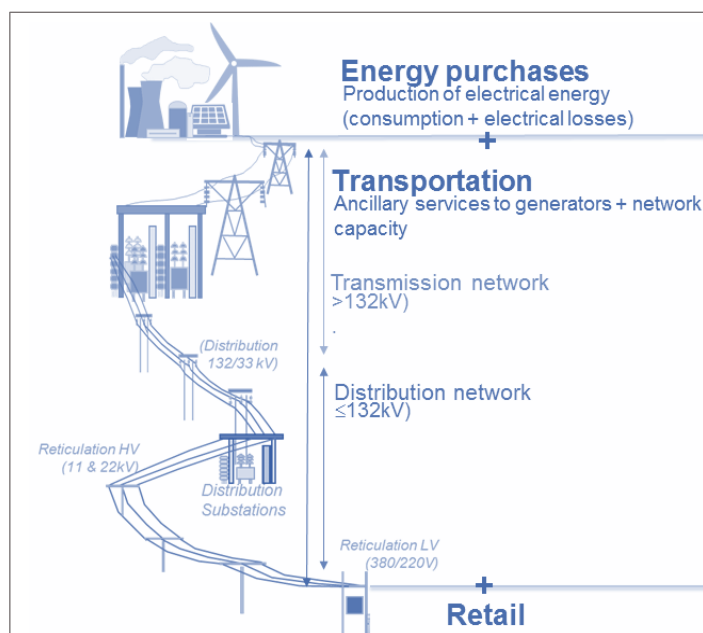 Energy purchases
Production of electrical energy
(consumption + electrical losses)
+
Transportation
Ancillary services to generators + network
capacity
Transmission network
>132kV)
.
(Distribution
132/33 kV)
Distribution network
≤132kV)
Reticulation HV
(11 & 22kV)
Distribution
Substations
Reticulation LV
(380/220V)
+
Retail